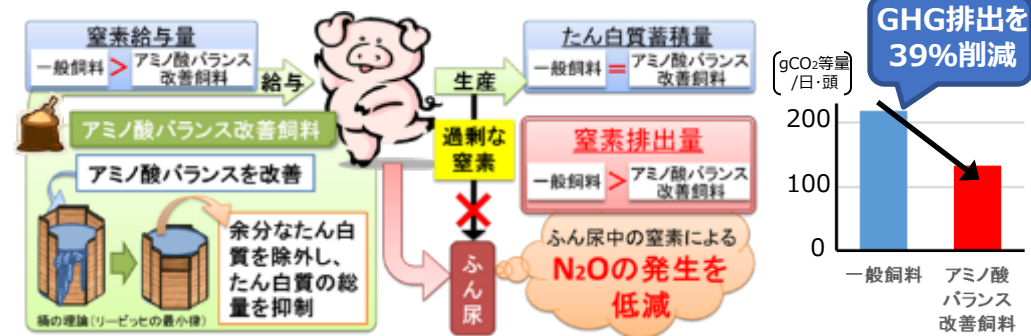 窒素給与量
一般飼料 > アミノ酸バランス
改善飼料
給与
アミノ酸バランス改善飼料
アミノ酸バランスを改善
余分なたん白
質を除外し、
たん白質の総
量を抑制
桶の理論(リービッヒの最小律)
生産
過剰な
窒素
ふん尿
たん白質蓄積量
一般飼料 = アミノ酸バランス
改善飼料
窒素排出量
一般飼料 > アミノ酸バランス
改善飼料
ふん尿中の窒素による
N₂Oの発生を
低減
GHG排出を
39%削減
gCO₂等量
/日・頭
200
100
0
一般飼料
アミノ酸
バランス
改善飼料